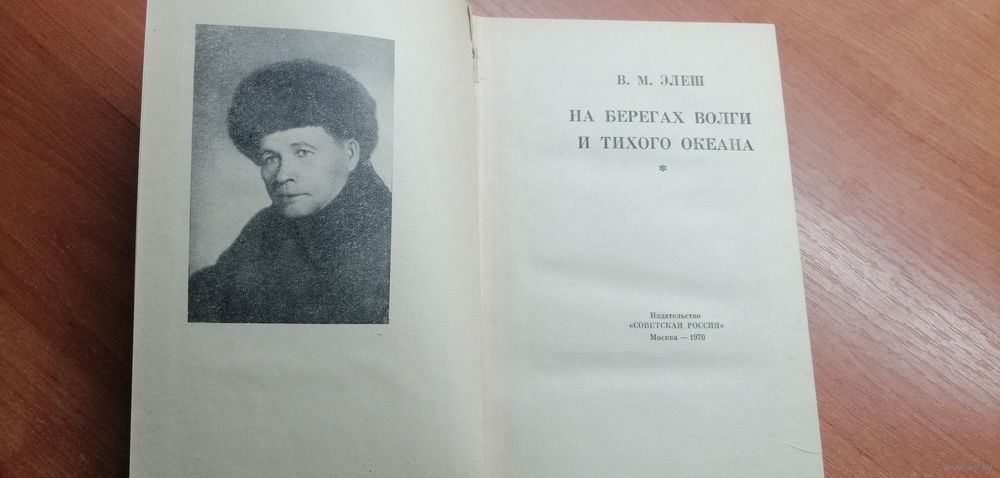 В. М. ЭЛЕШ
НА БЕРЕГАХ ВОЛГИ
И ТИХОГО ОКЕАНА
*
Издательство
«СОВЕТСКАЯ РОССИЯ»
Москва — 1970